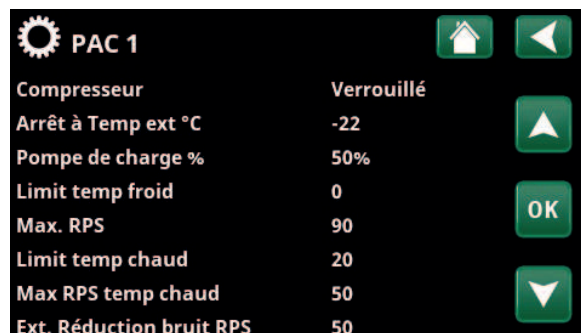 PAC 1
Compresseur Verrouillé
Arrêt à Temp ext °C -22
Pompe de charge % 50%
Limit temp froid 0
Max. RPS 90
OK
Limit temp chaud 20
Max RPS temp chaud 50
Ext. Réduction bruit RPS 50